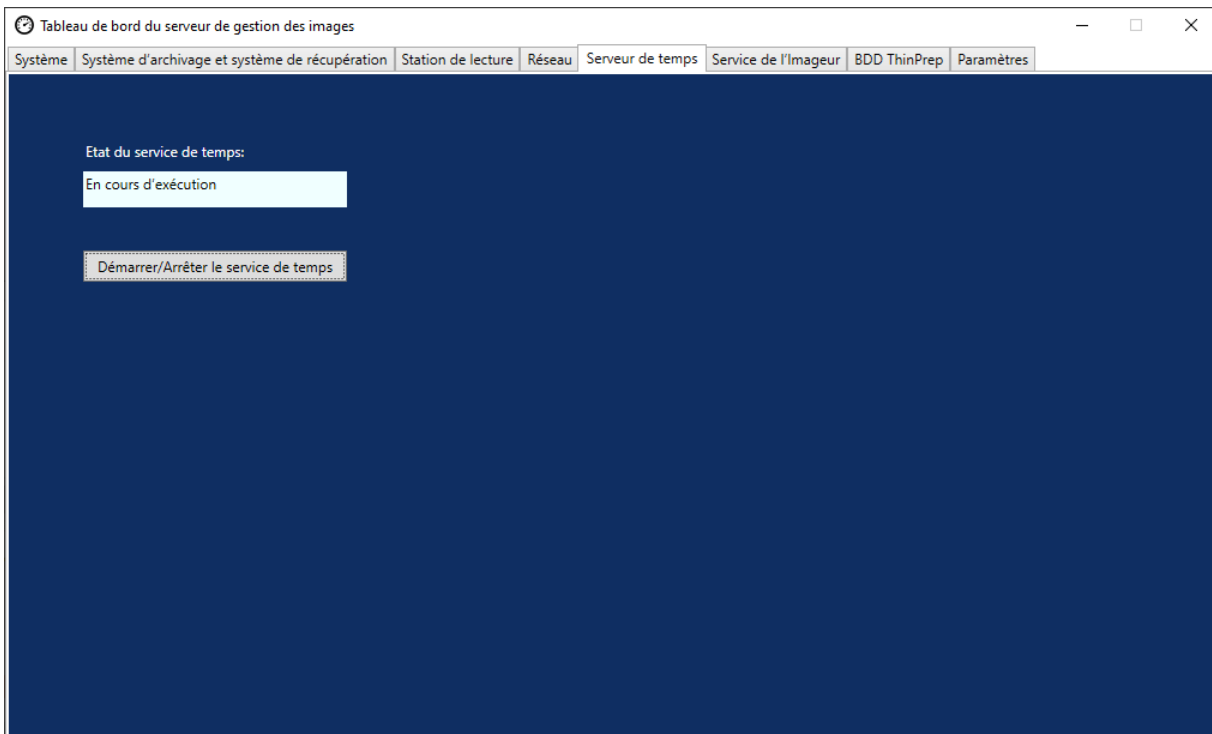 Tableau de bord du serveur de gestion des images
Système Système d'archivage et système de récupération Station de lecture Réseau Serveur de temps Service de l'Imageur BDD ThinPrep Paramètres
Etat du service de temps:
En cours d'exécution
Démarrer/Arrêter le service de temps